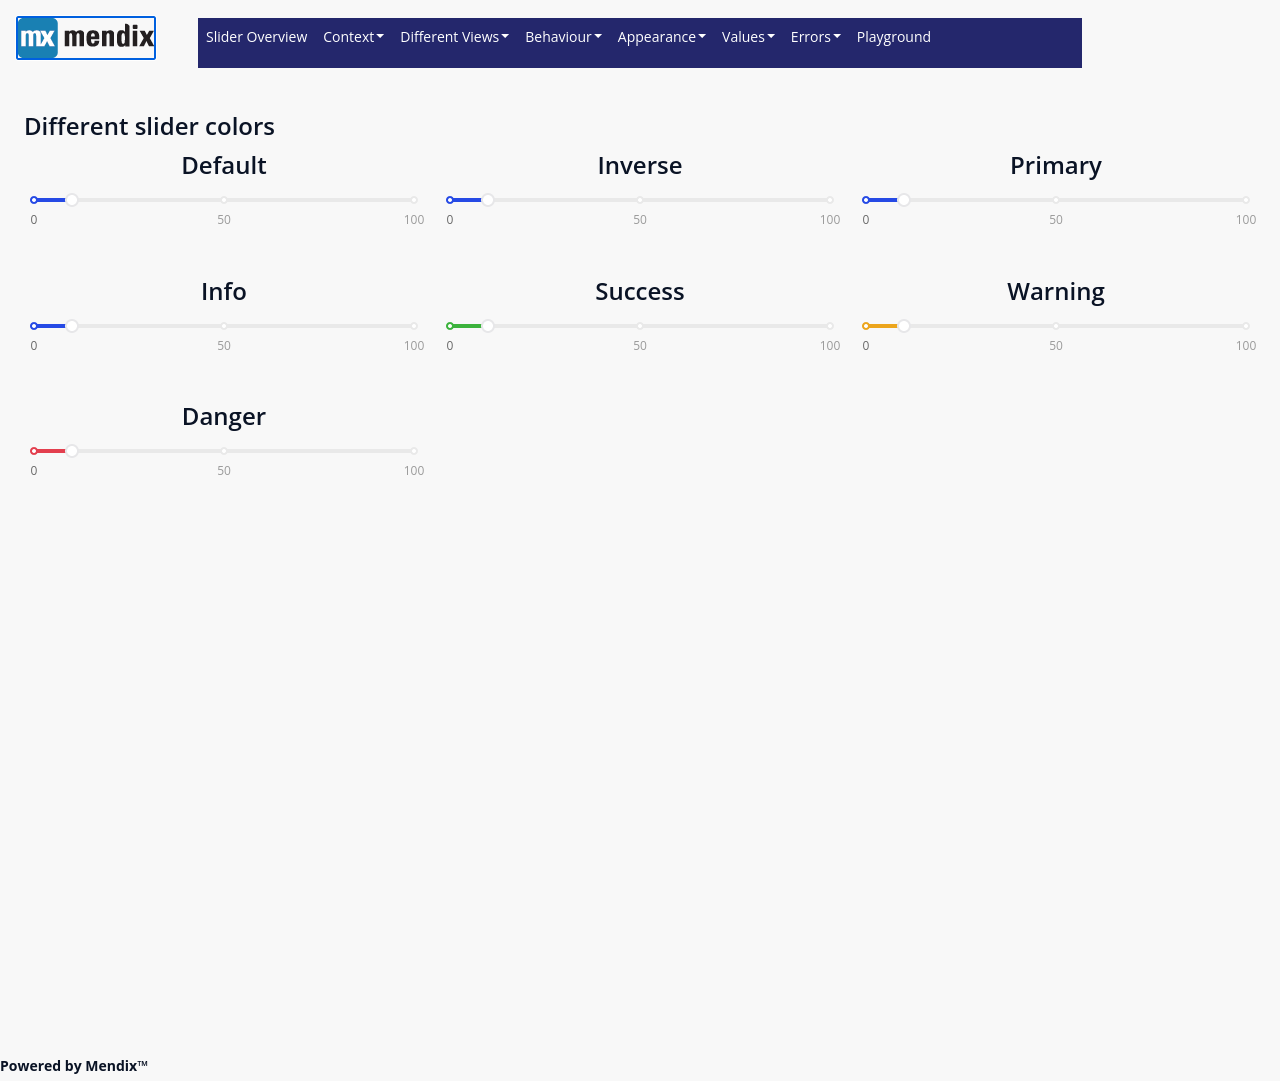 mx mendix
Slider Overview Context Different Views Behaviour Appearance Values Errors Playground
Different slider colors
Default Inverse Primary
0 50 100 0 50 100 0 50 100
Info Success Warning
0 50 100 0 50 100 0 50 100
Danger
0 50 100
Powered by Mendix™